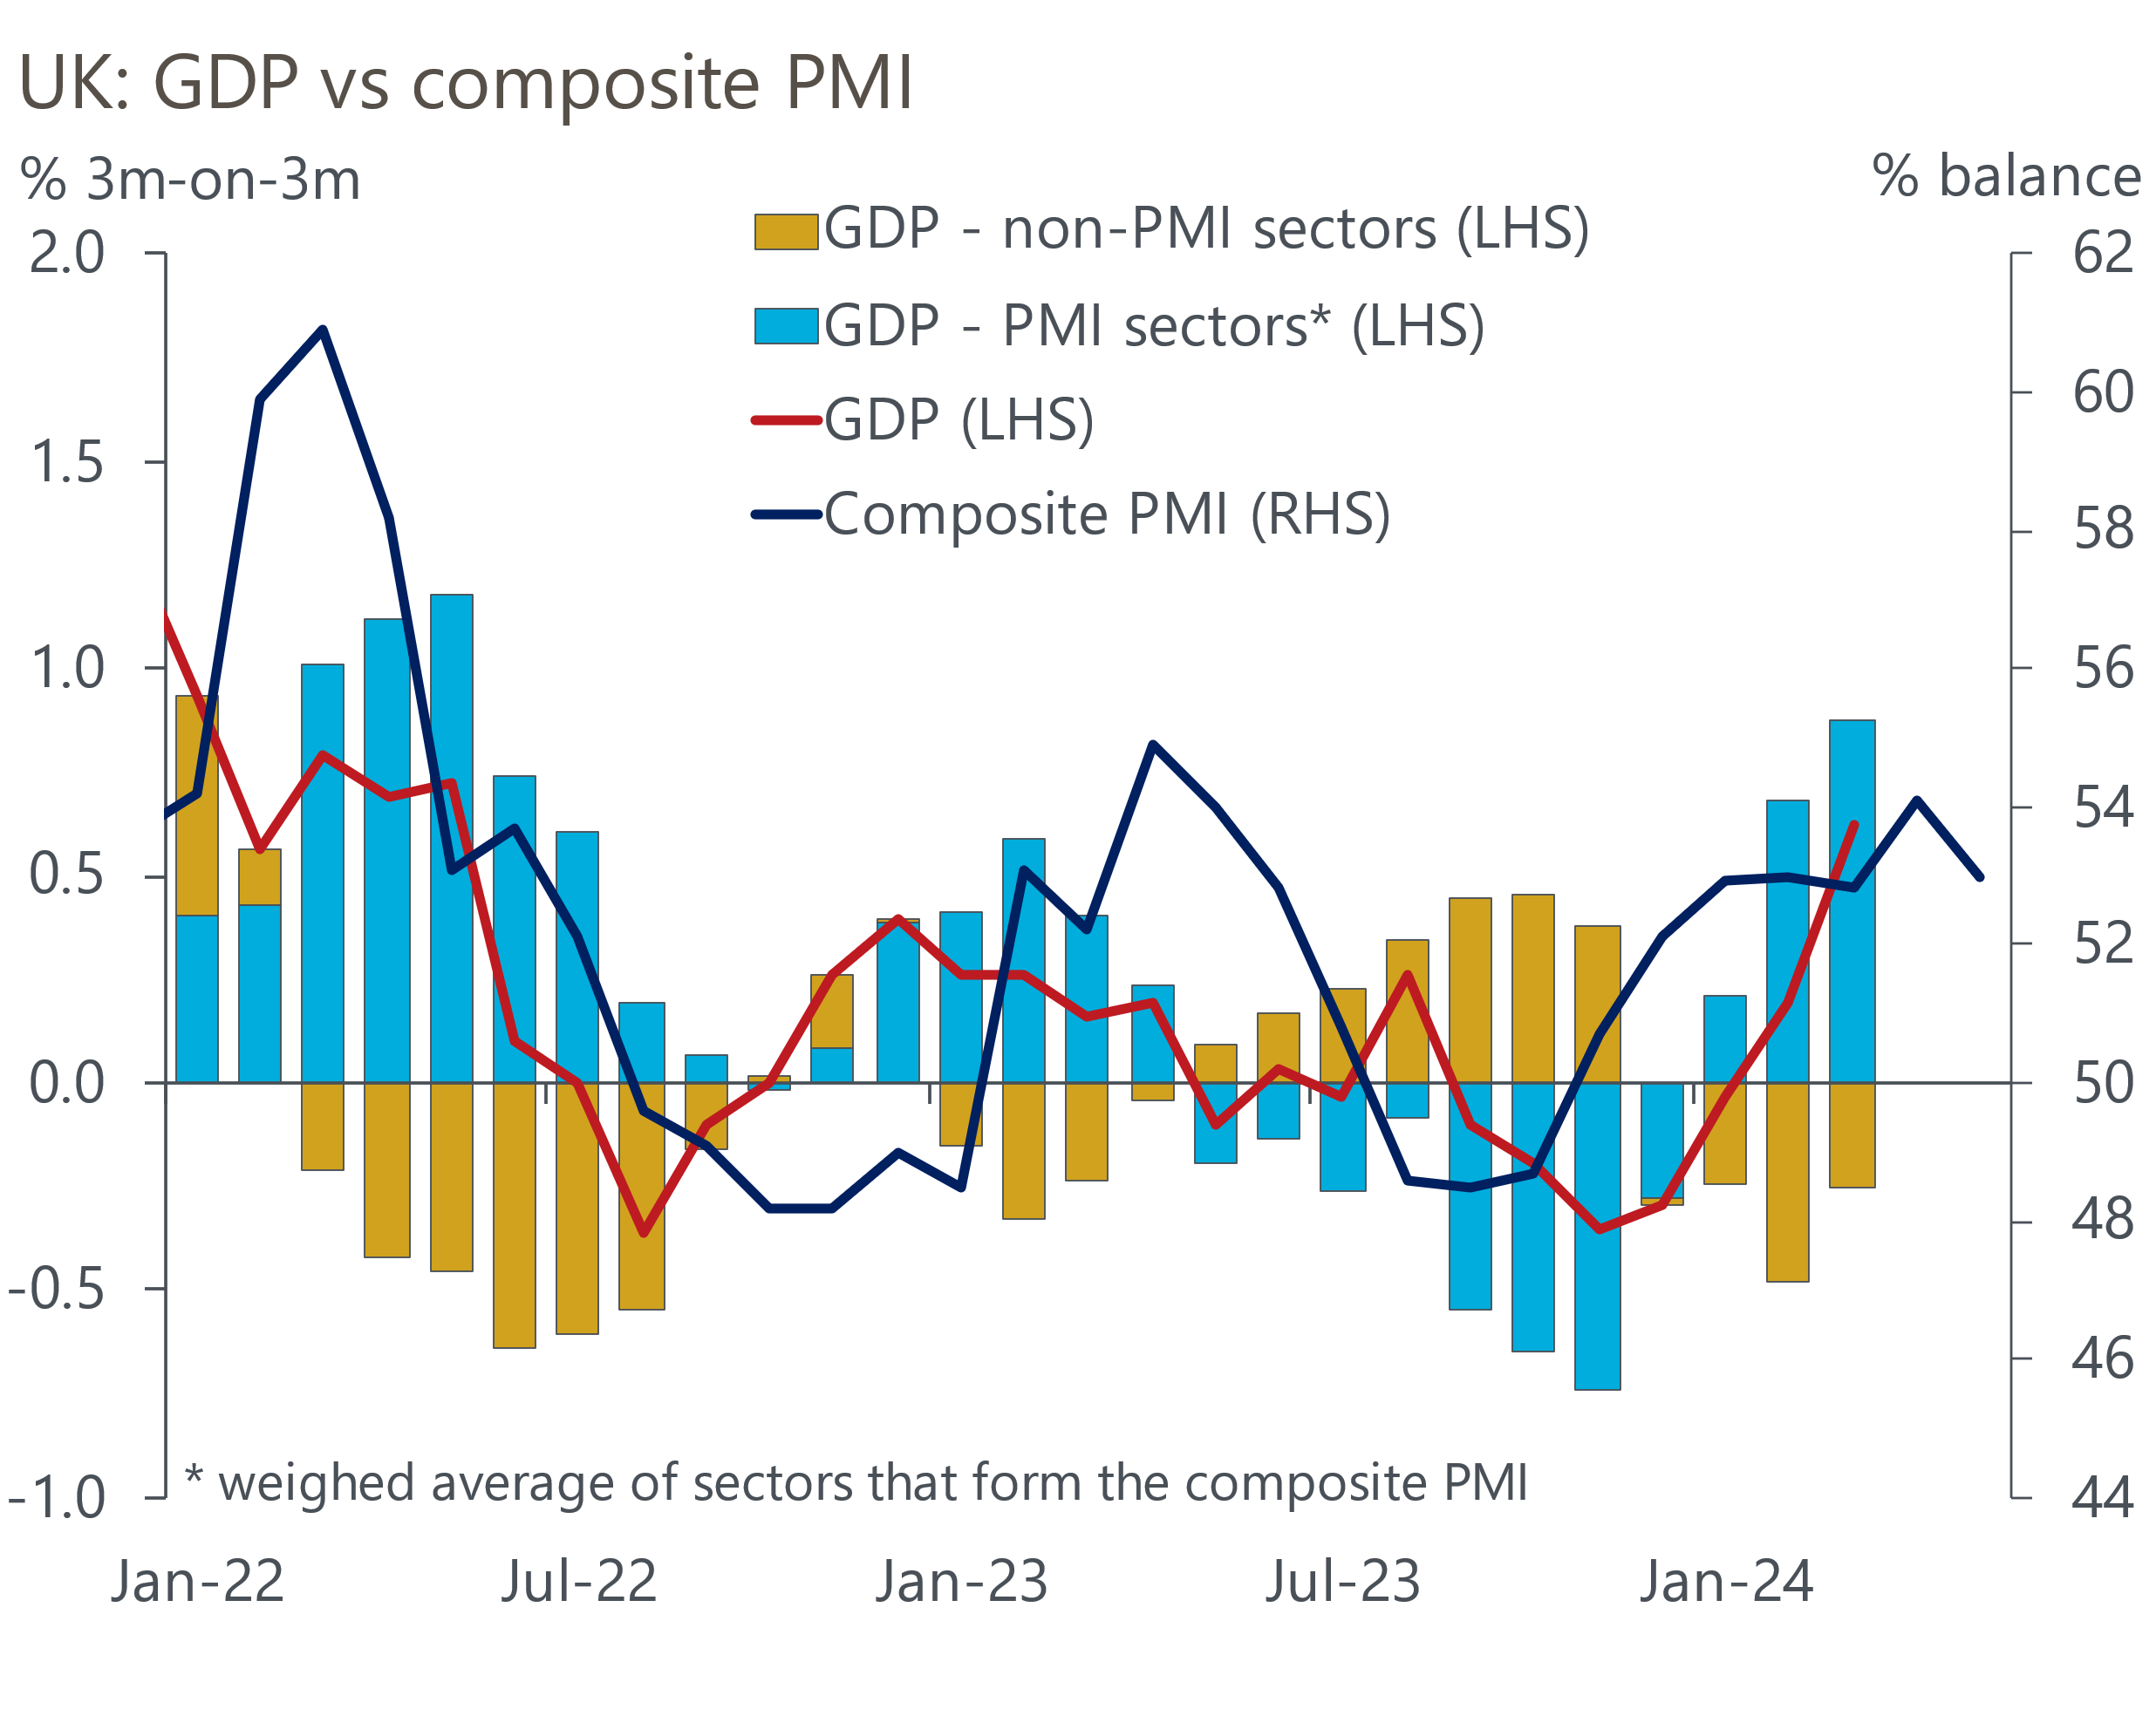 UK: GDP vs composite PMI
% 3m-on-3m
% balance
GDP - non-PMI sectors (LHS)
GDP - PMI sectors* (LHS)
GDP (LHS)
Composite PMI (RHS)
2.0
1.5
1.0
0.5
0.0
-0.5
-1.0
62
60
58
56
54
52
50
48
46
44
* weighed average of sectors that form the composite PMI
Jan-22
Jul-22
Jan-23
Jul-23
Jan-24